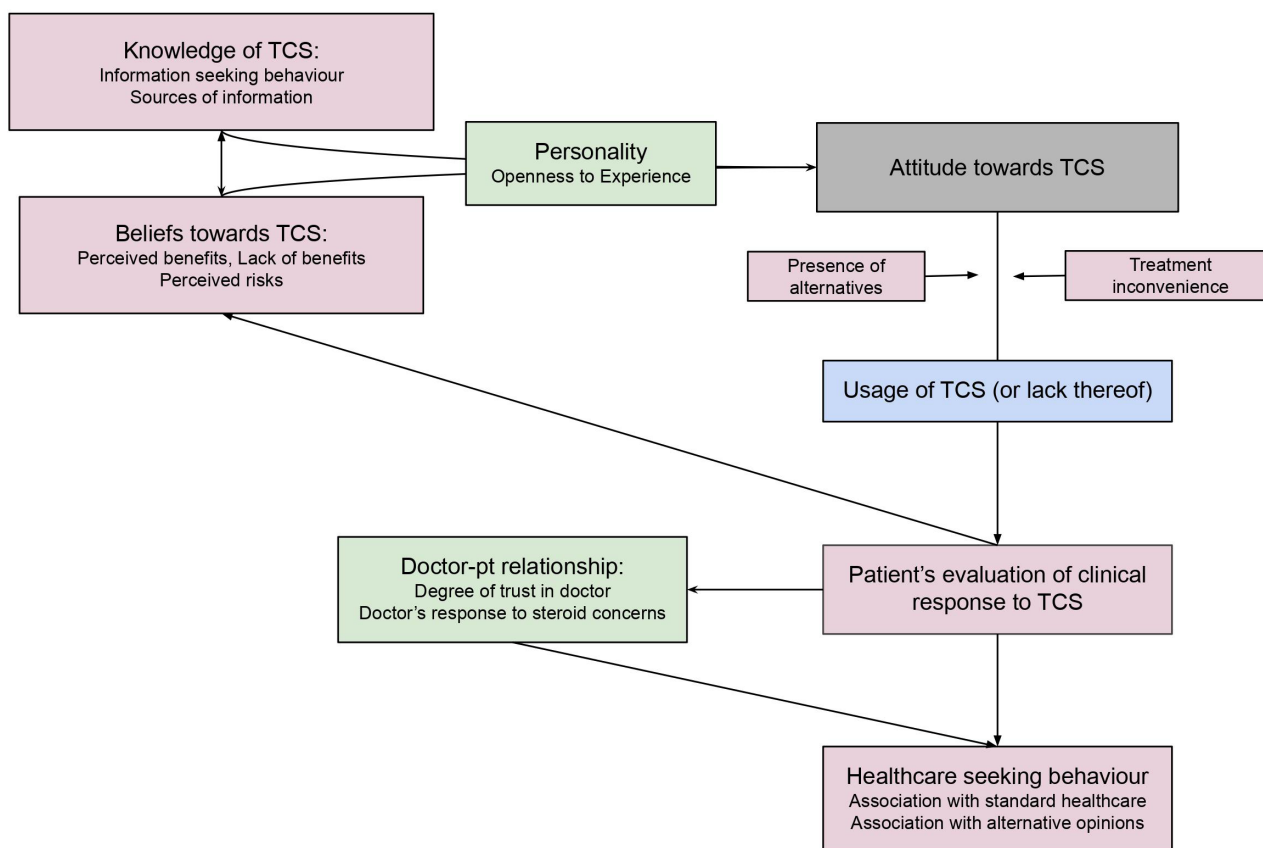 Knowledge of TCS:
Information seeking behaviour
Sources of information
Personality
Openness to Experience
Attitude towards TCS
Beliefs towards TCS:
Perceived benefits, Lack of benefits
Perceived risks
Presence of
alternatives
Treatment
inconvenience
Usage of TCS (or lack thereof)
Doctor-pt relationship:
Degree of trust in doctor
Doctor's response to steroid concerns
Patient's evaluation of clinical
response to TCS
Healthcare seeking behaviour
Association with standard healthcare
Association with alternative opinions